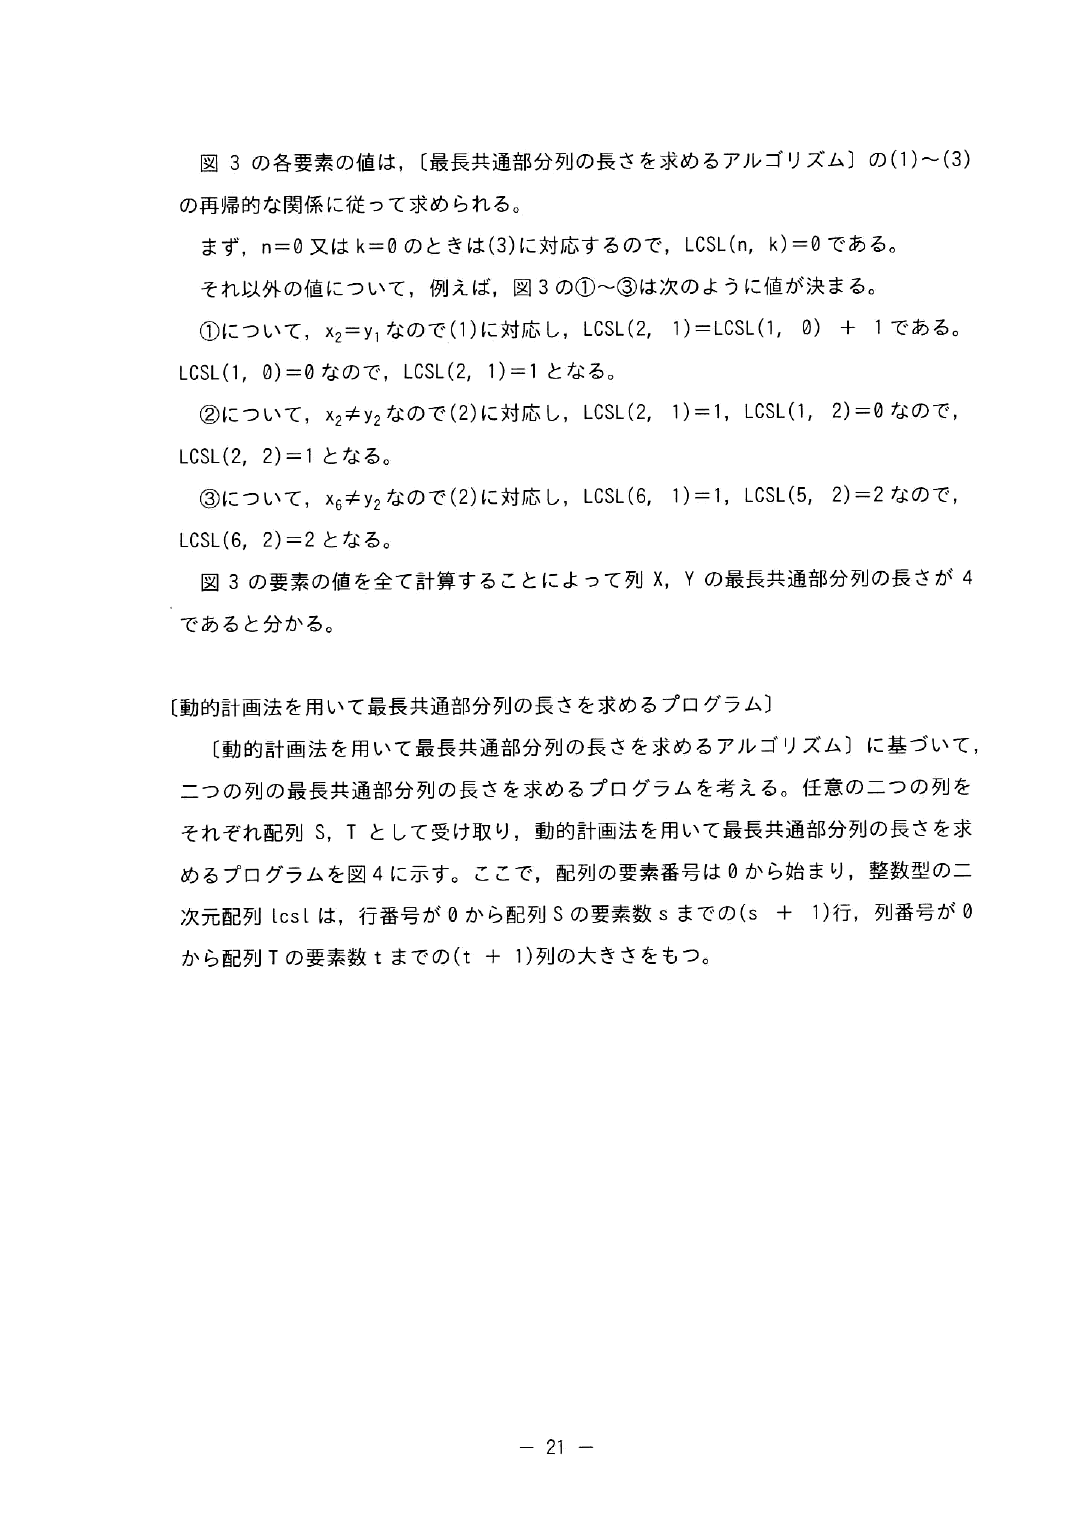 図 3 の各要素の値は，〔最長共通部分列の長さを求めるアルゴリズム〕の(1)～(3)
の再帰的な関係に従って求められる。
まず，n＝0 又は k＝0 のときは(3)に対応するので，LCSL(n, k)＝0 である。
それ以外の値について，例えば，図 3 の①～③は次のように値が決まる。
①について，x₂＝y₁ なので(1)に対応し，LCSL(2, 1)＝LCSL(1, 0) ＋ 1 である。
LCSL(1, 0)＝0 なので，LCSL(2, 1)＝1 となる。
②について，x₂≠y₂ なので(2)に対応し，LCSL(2, 1)＝1，LCSL(1, 2)＝0 なので，
LCSL(2, 2)＝1 となる。
③について，x₆≠y₂ なので(2)に対応し，LCSL(6, 1)＝1，LCSL(5, 2)＝2 なので，
LCSL(6, 2)＝2 となる。
図 3 の要素の値を全て計算することによって列 X，Y の最長共通部分列の長さが 4
であると分かる。
〔動的計画法を用いて最長共通部分列の長さを求めるプログラム〕
〔動的計画法を用いて最長共通部分列の長さを求めるアルゴリズム〕に基づいて，
二つの列の最長共通部分列の長さを求めるプログラムを考える。任意の二つの列を
それぞれ配列 S，T として受け取り，動的計画法を用いて最長共通部分列の長さを求
めるプログラムを図 4 に示す。ここで，配列の要素番号は 0 から始まり，整数型の二
次元配列 lcsl は，行番号が 0 から配列 S の要素数 s までの(s ＋ 1)行，列番号が 0
から配列 T の要素数 t までの(t ＋ 1)列の大きさをもつ。
－ 21 －